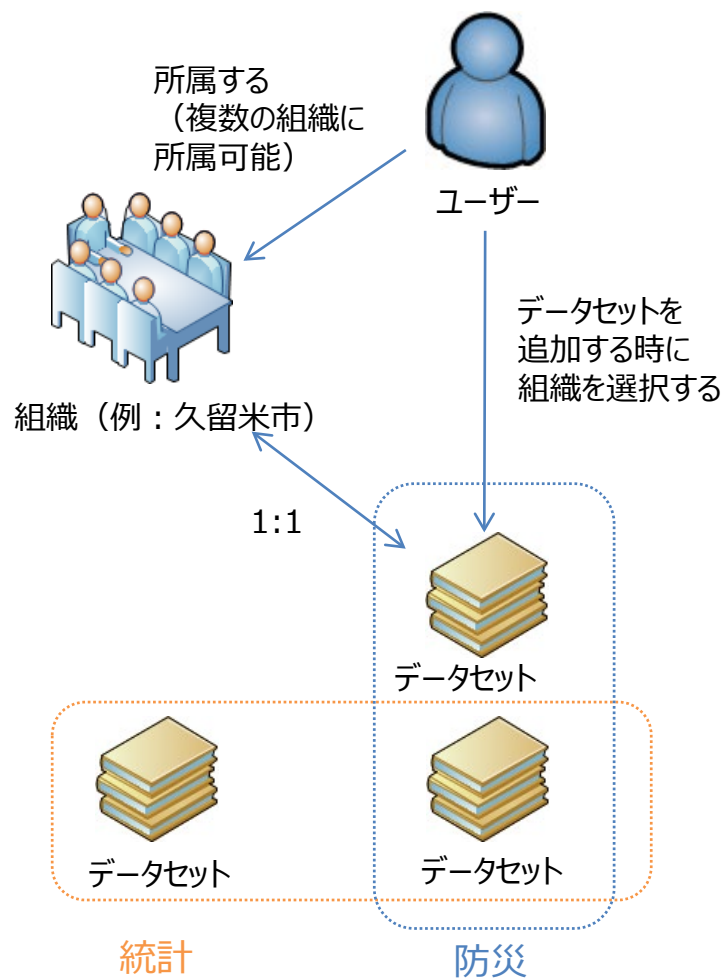 所属する
（複数の組織に
所属可能）
ユーザー
データセットを
追加する時に
組織を選択する
組織（例：久留米市）
1:1
データセット
データセット
データセット
統計
防災